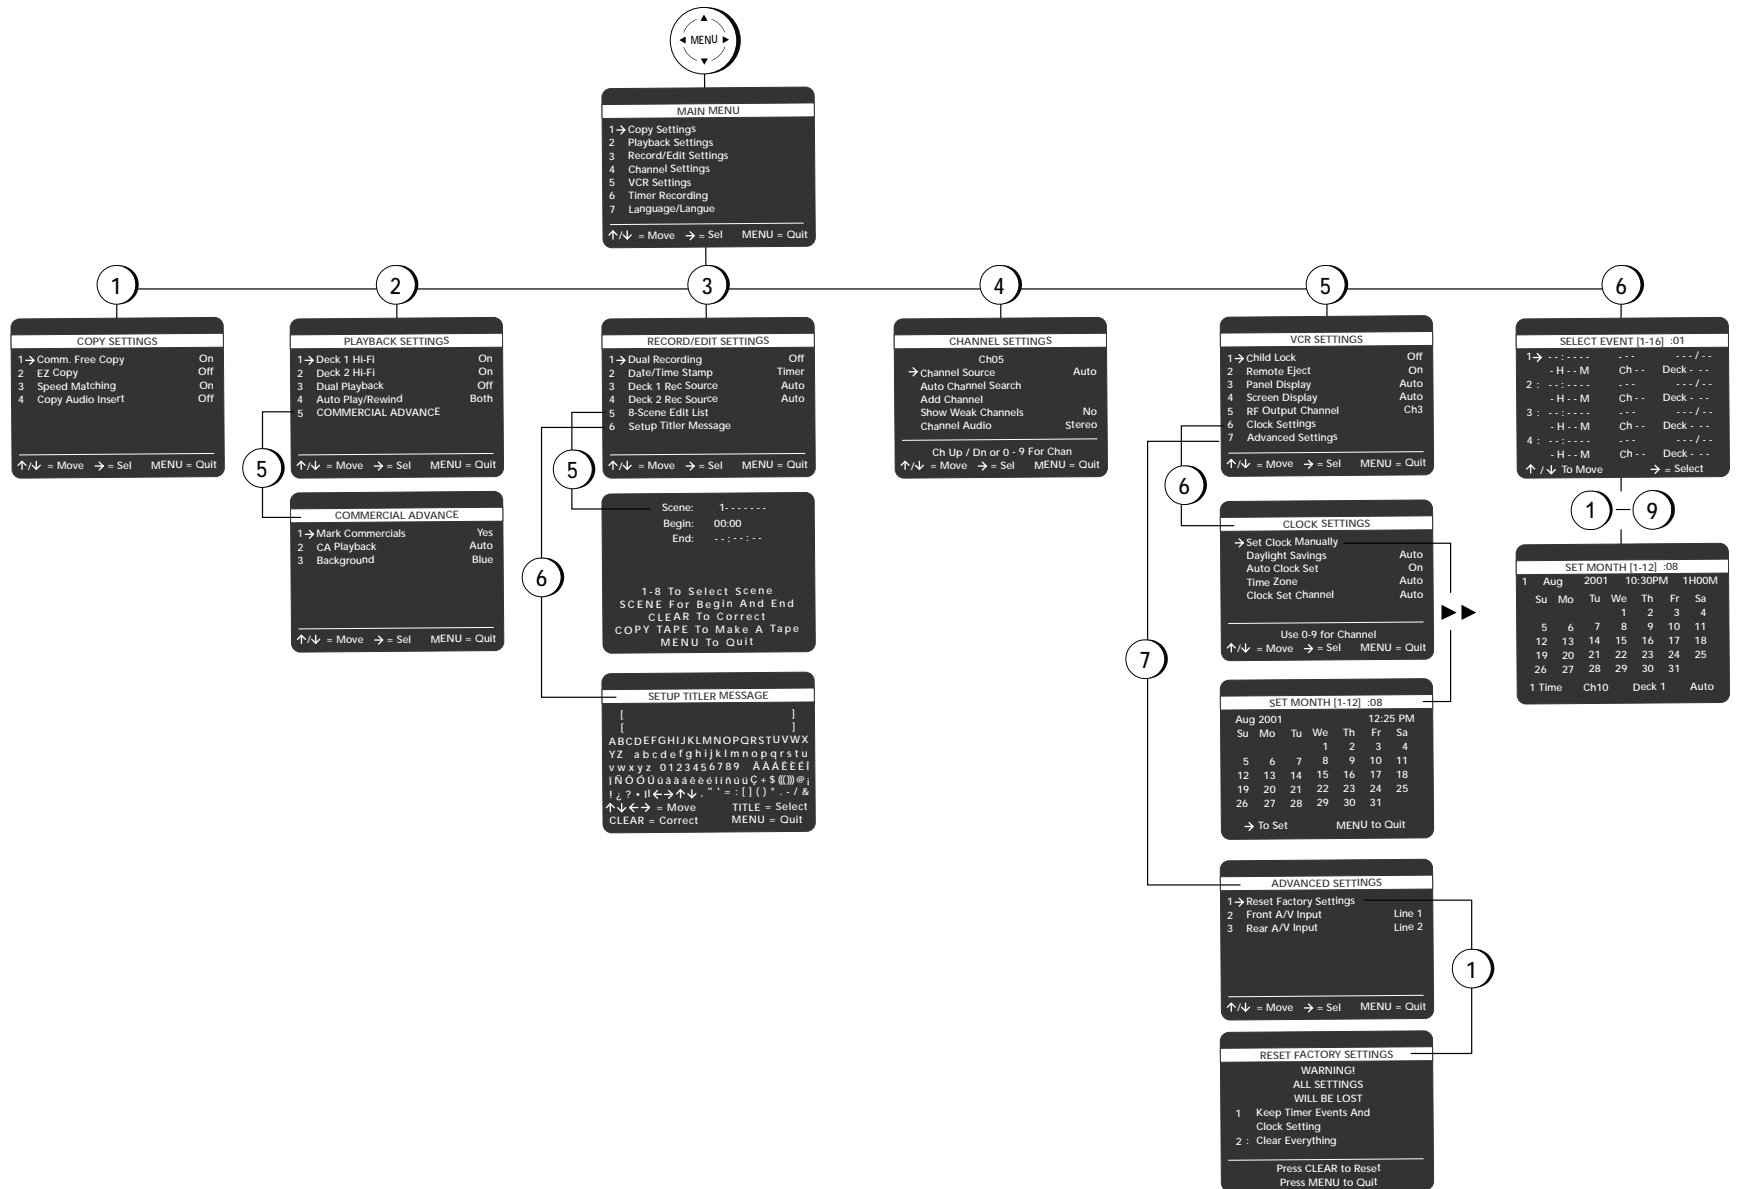 MENU
MAIN MENU
1→Copy Settings
2 Playback Settings
3 Record/Edit Settings
4 Channel Settings
5 VCR Settings
6 Timer Recording
7 Language/Langue
↑/↓ = Move → = Sel MENU = Quit
1
2
3
4
5
6
COPY SETTINGS
1→Comm. Free Copy On
2 EZ Copy Off
3 Speed Matching On
4 Copy Audio Insert Off
↑/↓ = Move → = Sel MENU = Quit
PLAYBACK SETTINGS
1→Deck 1 Hi-Fi On
2 Deck 2 Hi-Fi On
3 Dual Playback Off
4 Auto Play/Rewind Both
5 COMMERCIAL ADVANCE
↑/↓ = Move → = Sel MENU = Quit
5
COMMERCIAL ADVANCE
1→Mark Commercials Yes
2 CA Playback Auto
3 Background Blue
↑/↓ = Move → = Sel MENU = Quit
RECORD/EDIT SETTINGS
1→Dual Recording Off
2 Date/Time Stamp Timer
3 Deck 1 Rec Source Auto
4 Deck 2 Rec Source Auto
5 8-Scene Edit List
6 Setup Titler Message
↑/↓ = Move → = Sel MENU = Quit
5
Scene: 1-------
Begin: 00:00
End: --:--:--
1-8 To Select Scene
SCENE For Begin And End
CLEAR To Correct
COPY TAPE To Make A Tape
MENU To Quit
6
SETUP TITLER MESSAGE
[ ]
[ ]
ABCDEFGHIJKLMNOPQRSTUVWX
YZ abcdefghijklmnopqrstu
vwxyz 0123456789
↑↓←→ = Move TITLE = Select
CLEAR = Correct MENU = Quit
CHANNEL SETTINGS
Ch05
→Channel Source Auto
Auto Channel Search
Add Channel
Show Weak Channels No
Channel Audio Stereo
Ch Up / Dn or 0 - 9 For Chan
↑/↓ = Move → = Sel MENU = Quit
VCR SETTINGS
1→Child Lock Off
2 Remote Eject On
3 Panel Display Auto
4 Screen Display Auto
5 RF Output Channel Ch3
6 Clock Settings
7 Advanced Settings
↑/↓ = Move → = Sel MENU = Quit
6
CLOCK SETTINGS
→Set Clock Manually
Daylight Savings Auto
Auto Clock Set On
Time Zone Auto
Clock Set Channel Auto
Use 0-9 for Channel
↑/↓ = Move → = Sel MENU = Quit
►►
7
SET MONTH [1-12] :08
Aug 2001 12:25 PM
Su Mo Tu We Th Fr Sa
1 2 3 4
5 6 7 8 9 10 11
12 13 14 15 16 17 18
19 20 21 22 23 24 25
26 27 28 29 30 31
→ To Set MENU to Quit
ADVANCED SETTINGS
1→Reset Factory Settings
2 Front A/V Input Line 1
3 Rear A/V Input Line 2
↑/↓ = Move → = Sel MENU = Quit
1
RESET FACTORY SETTINGS
WARNING!
ALL SETTINGS
WILL BE LOST
1 Keep Timer Events And
Clock Setting
2 : Clear Everything
Press CLEAR to Reset
Press MENU to Quit
SELECT EVENT [1-16] :01
1→ --:---- --- ---/--
-H--M Ch-- Deck---
2 : --:---- --- ---/--
-H--M Ch-- Deck---
3 : --:---- --- ---/--
-H--M Ch-- Deck---
4 : --:---- --- ---/--
-H--M Ch-- Deck---
↑ / ↓ To Move → = Select
1 – 9
SET MONTH [1-12] :08
1 Aug 2001 10:30PM 1H00M
Su Mo Tu We Th Fr Sa
1 2 3 4
5 6 7 8 9 10 11
12 13 14 15 16 17 18
19 20 21 22 23 24 25
26 27 28 29 30 31
1 Time Ch10 Deck 1 Auto